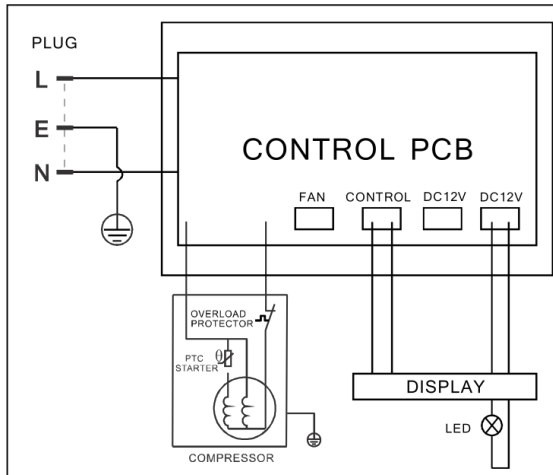 PLUG
L
E
N
CONTROL PCB
FAN
CONTROL
DC12V
DC12V
OVERLOAD
PROTECTOR
θ
PTC
STARTER
COMPRESSOR
DISPLAY
LED